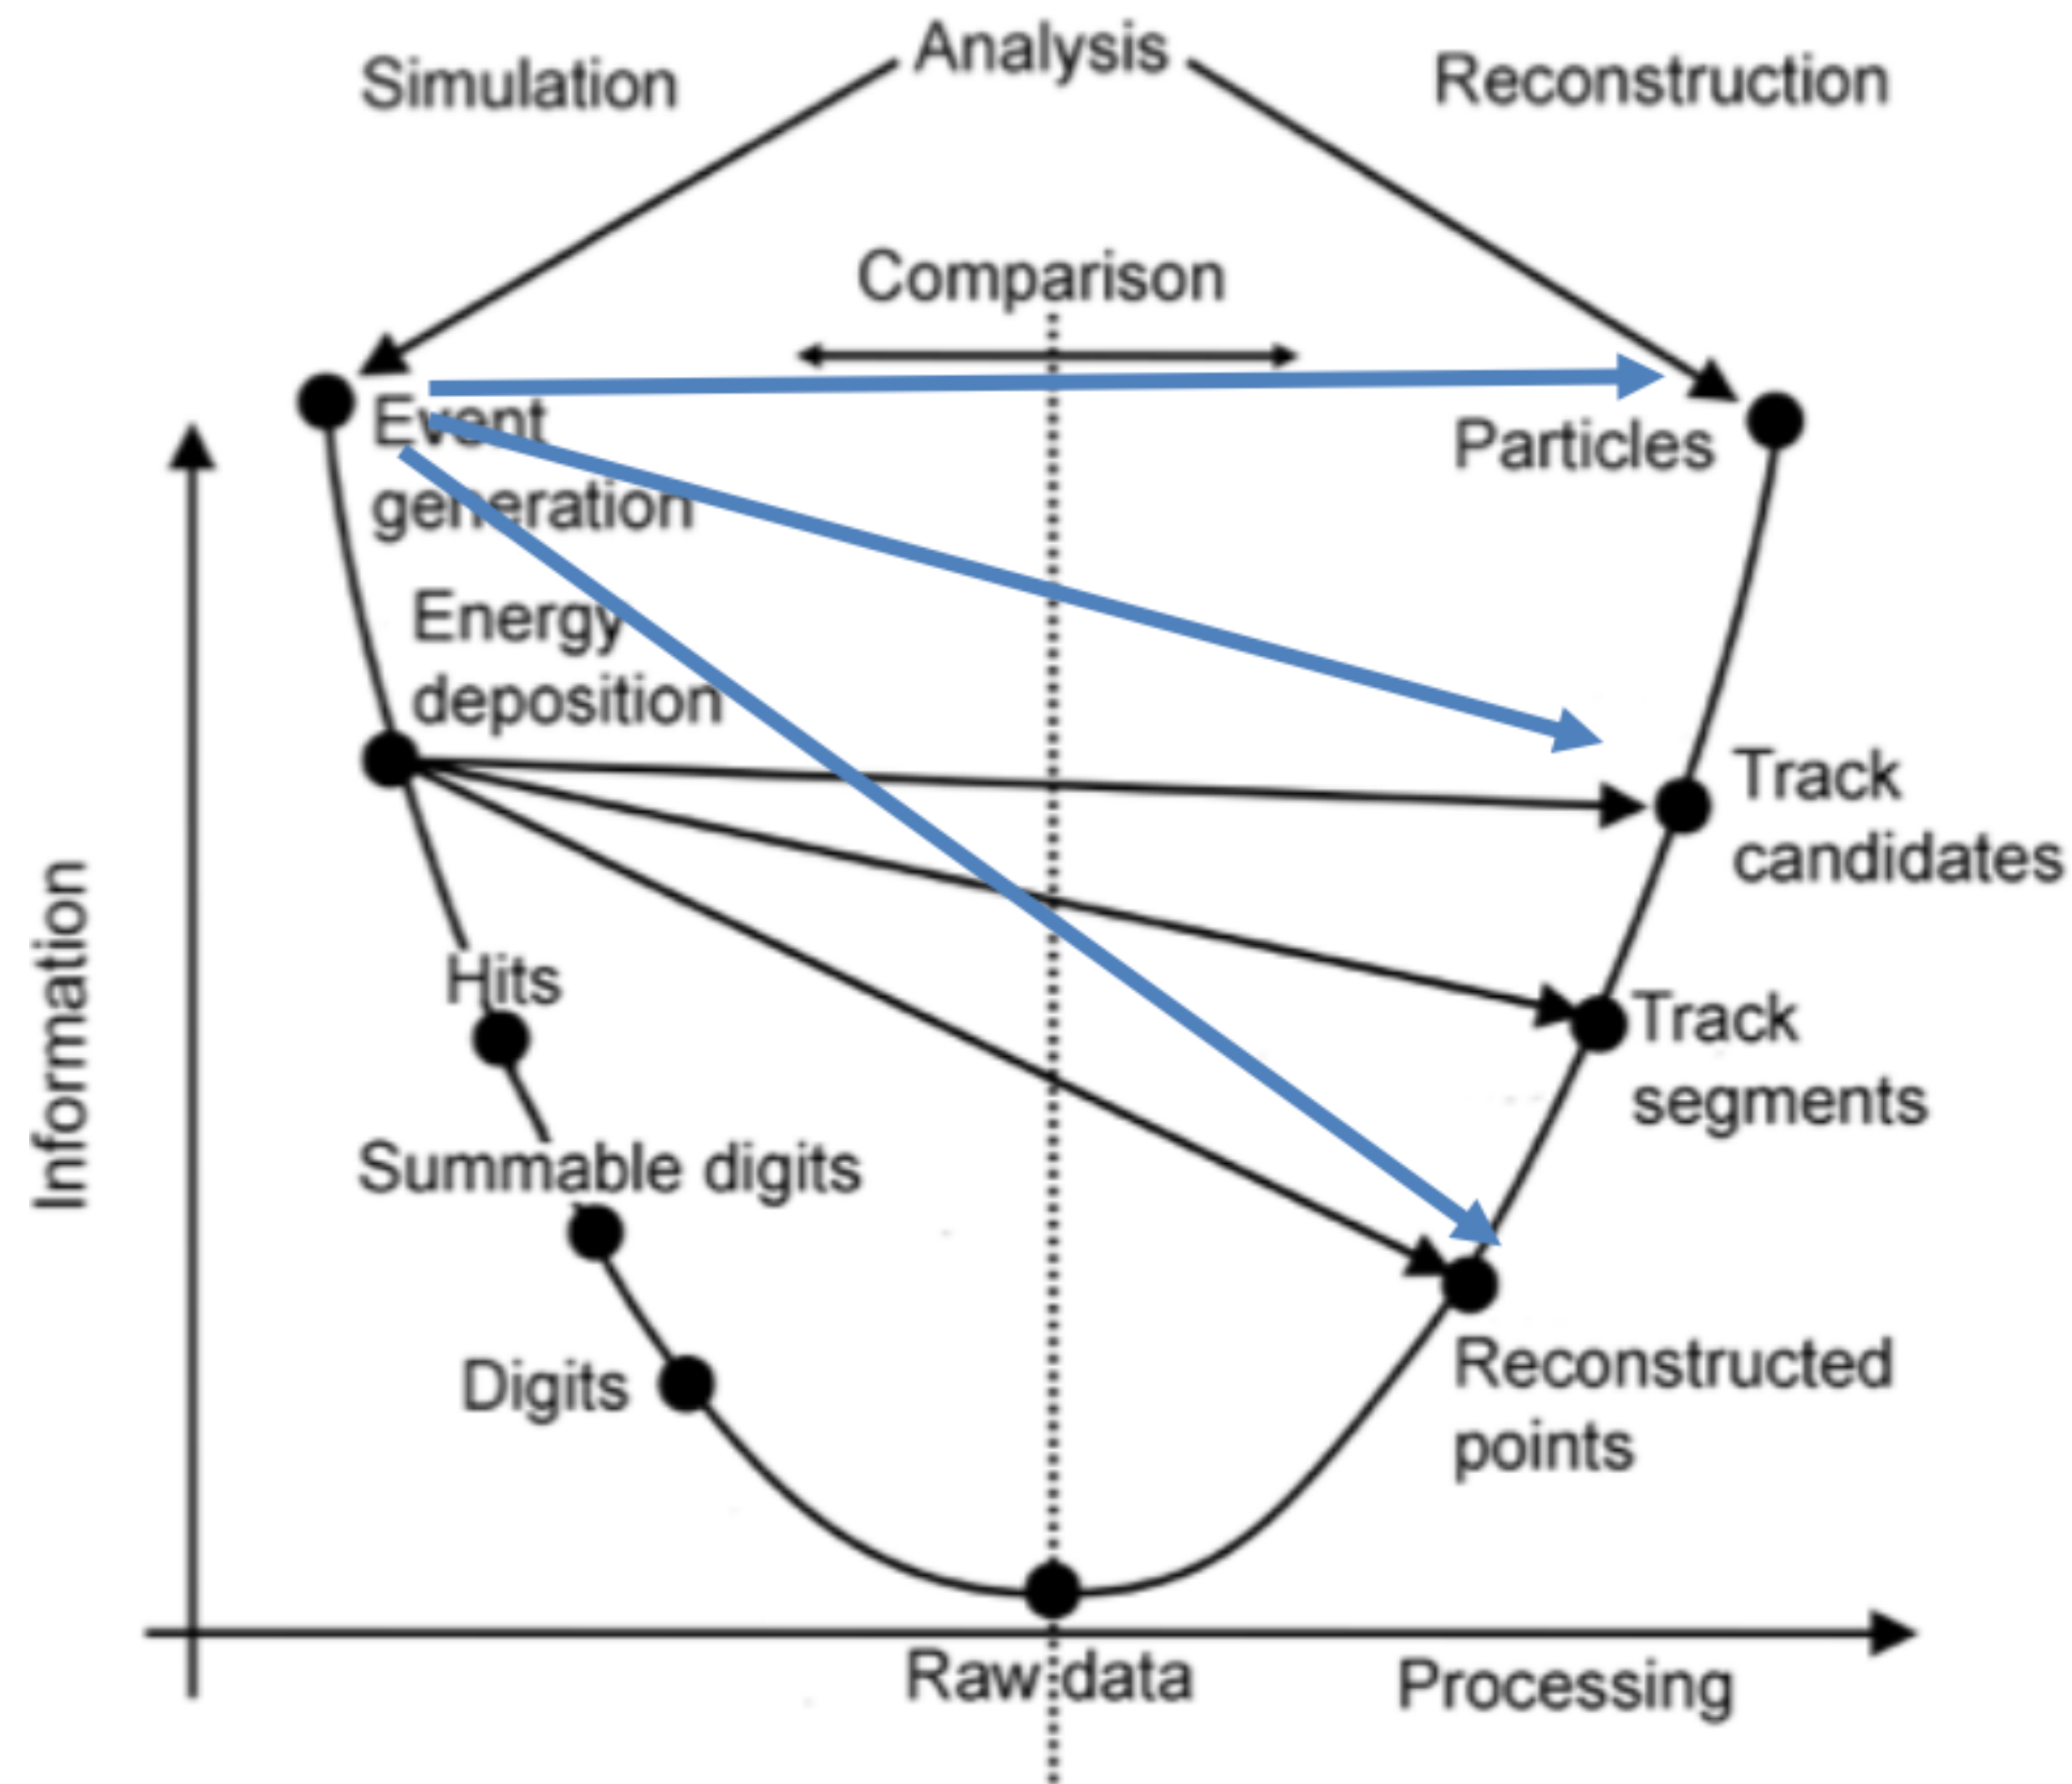 Analysis
Simulation
Reconstruction
Comparison
Event
generation
Particles
Energy
deposition
Track
candidates
Hits
Track
segments
Summable digits
Digits
Reconstructed
points
Information
Raw data
Processing